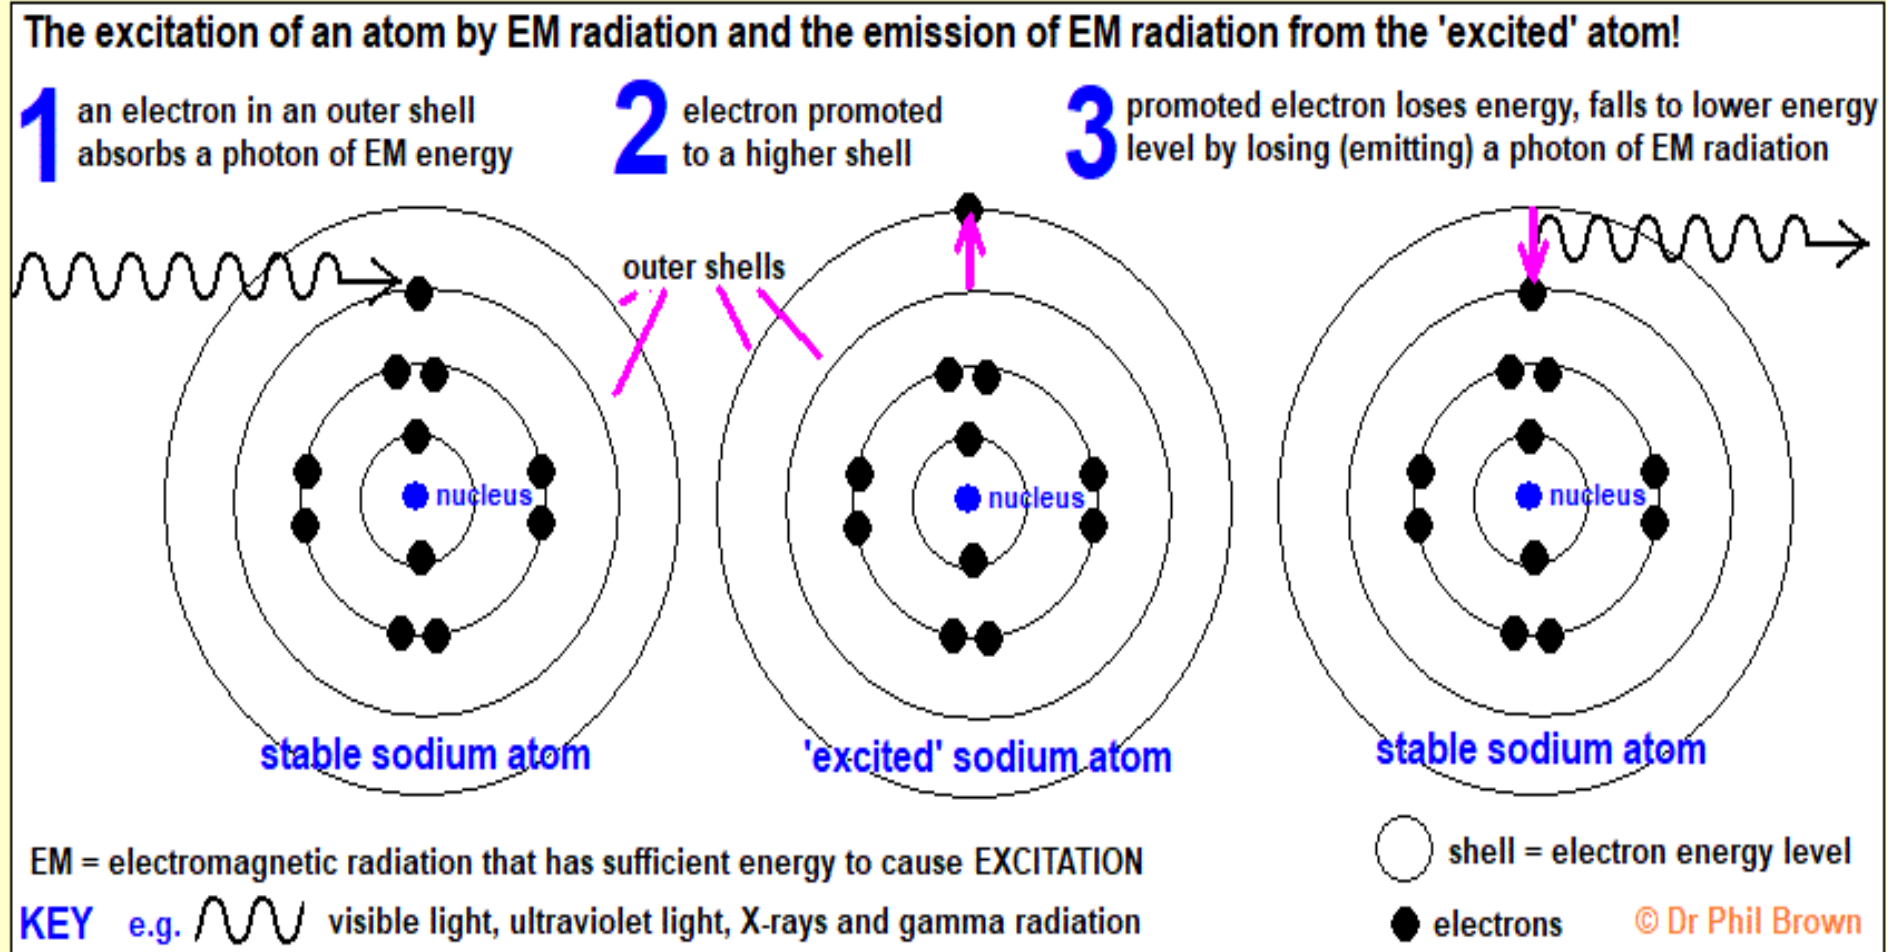 The excitation of an atom by EM radiation and the emission of EM radiation from the 'excited' atom!
1 an electron in an outer shell
absorbs a photon of EM energy
2 electron promoted
to a higher shell
3 promoted electron loses energy, falls to lower energy
level by losing (emitting) a photon of EM radiation
outer shells
nucleus
nucleus
nucleus
stable sodium atom
'excited' sodium atom
stable sodium atom
EM = electromagnetic radiation that has sufficient energy to cause EXCITATION
shell = electron energy level
KEY e.g. visible light, ultraviolet light, X-rays and gamma radiation
electrons
© Dr Phil Brown